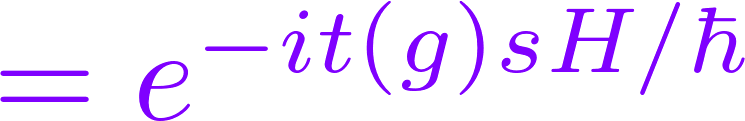 = e^{-it(g)sH/ħ}